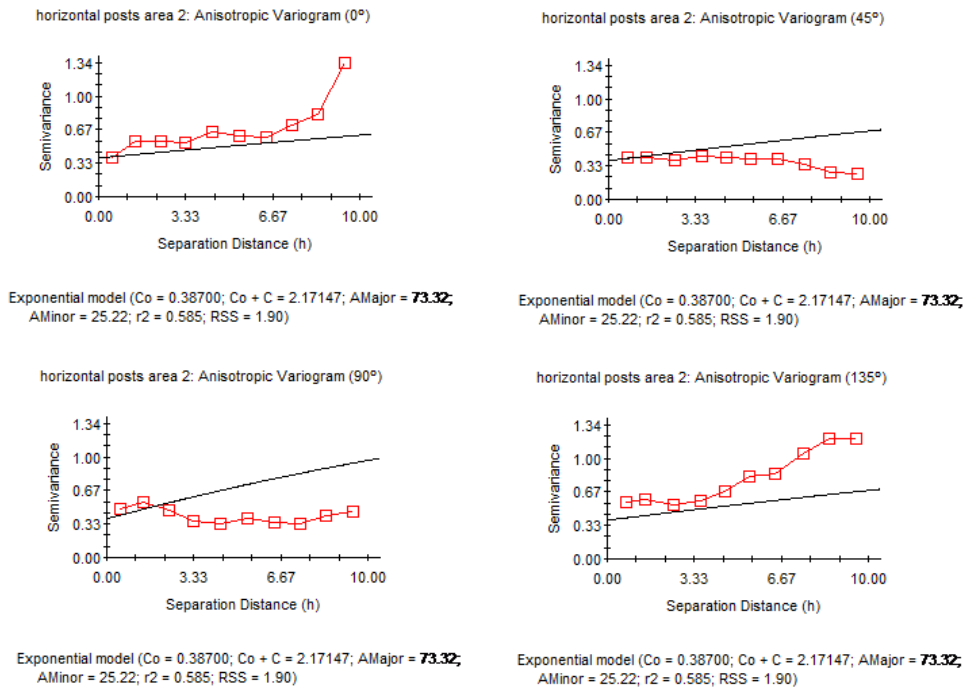 horizontal posts area 2: Anisotropic Variogram (0º)
1.34
1.00
0.67
0.33
0.00
Semivariance
0.00 3.33 6.67 10.00
Separation Distance (h)
Exponential model (Co = 0.38700; Co + C = 2.17147; AMajor = 73.32;
AMinor = 25.22; r2 = 0.585; RSS = 1.90)
horizontal posts area 2: Anisotropic Variogram (45º)
1.34
1.00
0.67
0.33
0.00
Semivariance
0.00 3.33 6.67 10.00
Separation Distance (h)
Exponential model (Co = 0.38700; Co + C = 2.17147; AMajor = 73.32;
AMinor = 25.22; r2 = 0.585; RSS = 1.90)
horizontal posts area 2: Anisotropic Variogram (90º)
1.34
1.00
0.67
0.33
0.00
Semivariance
0.00 3.33 6.67 10.00
Separation Distance (h)
Exponential model (Co = 0.38700; Co + C = 2.17147; AMajor = 73.32;
AMinor = 25.22; r2 = 0.585; RSS = 1.90)
horizontal posts area 2: Anisotropic Variogram (135º)
1.34
1.00
0.67
0.33
0.00
Semivariance
0.00 3.33 6.67 10.00
Separation Distance (h)
Exponential model (Co = 0.38700; Co + C = 2.17147; AMajor = 73.32;
AMinor = 25.22; r2 = 0.585; RSS = 1.90)